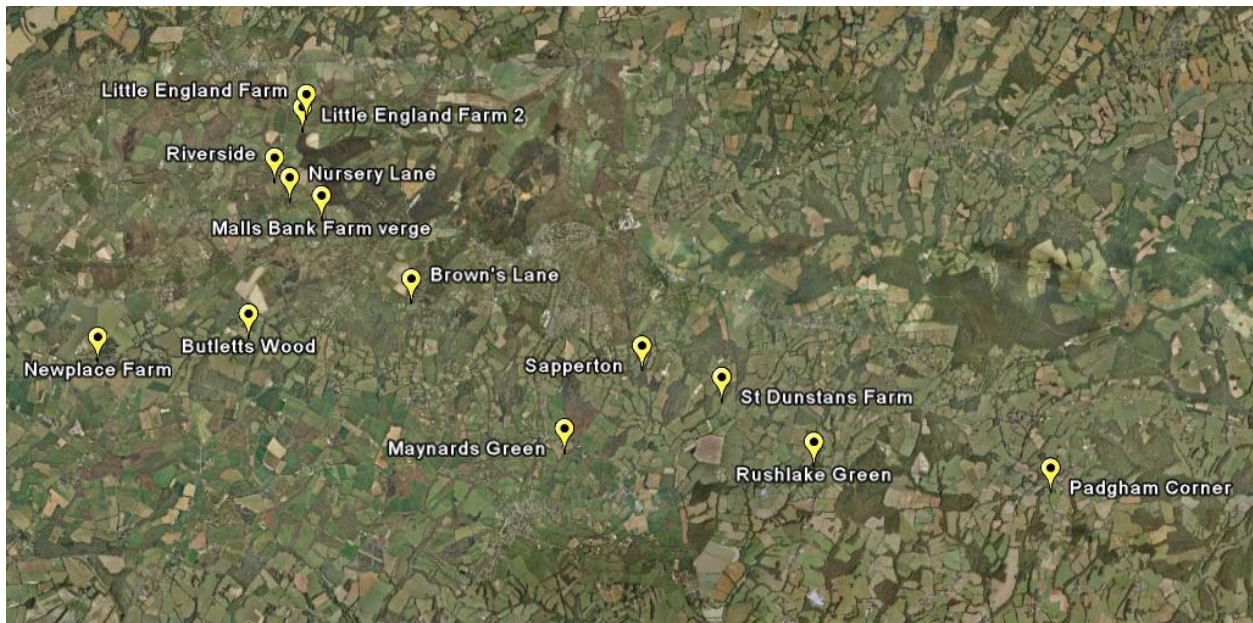 Little England Farm
Little England Farm 2
Riverside
Nursery Lane
Malls Bank Farm verge
Brown's Lane
Butletts Wood
Newplace Farm
Sapperton
St Dunstans Farm
Maynards Green
Rushlake Green
Padgham Corner